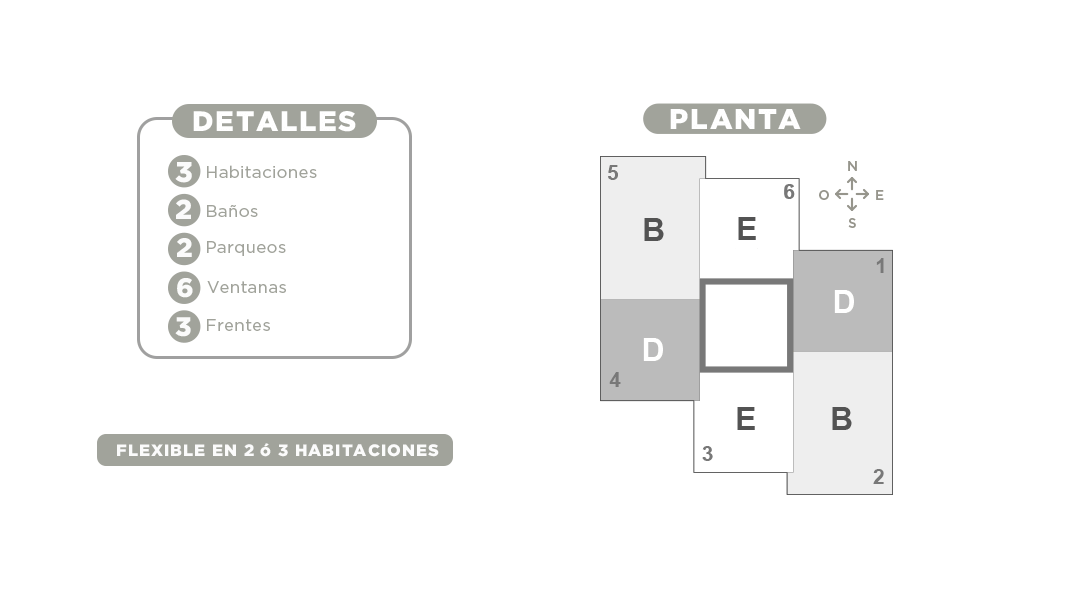 DETALLES
3 Habitaciones
2 Baños
2 Parqueos
6 Ventanas
3 Frentes
FLEXIBLE EN 2 ó 3 HABITACIONES
PLANTA
N
O E
S
5
6
B
E
1
D
D
4
E
B
3
2